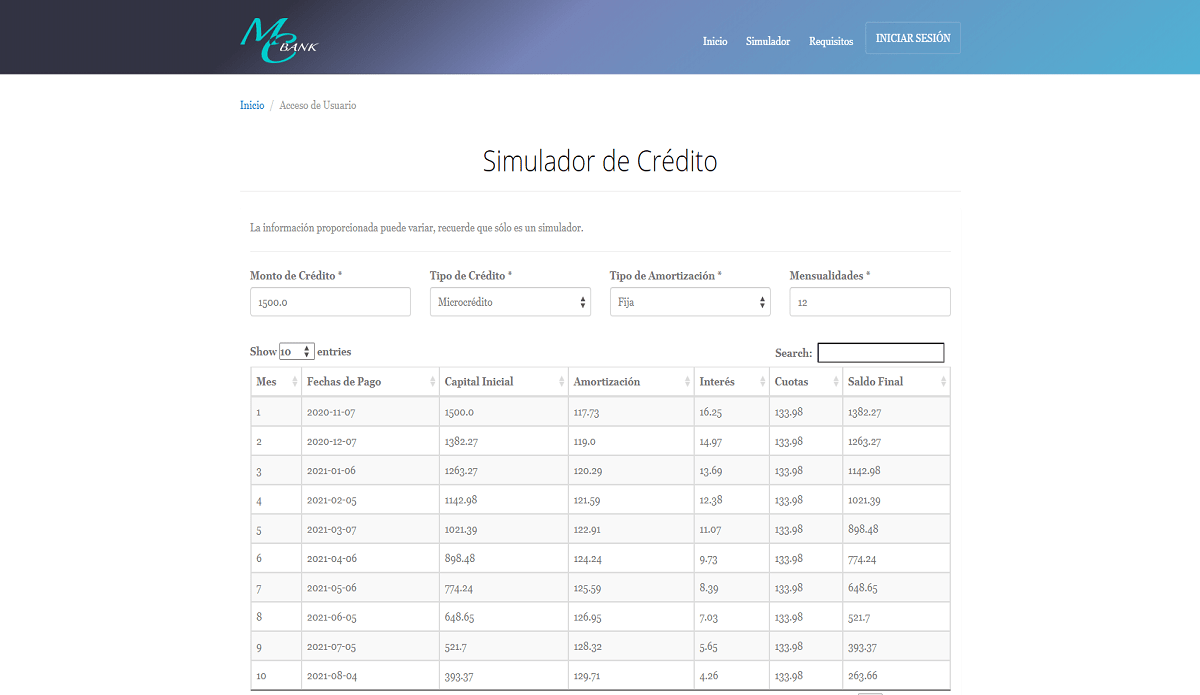 MC BANK
Inicio Simulador Requisitos INICIAR SESIÓN
Inicio / Acceso de Usuario
Simulador de Crédito
La información proporcionada puede variar, recuerde que sólo es un simulador.
Monto de Crédito * Tipo de Crédito * Tipo de Amortización * Mensualidades *
1500.0 Microcrédito Fija 12
Show 10 entries Search:
Mes Fechas de Pago Capital Inicial Amortización Interés Cuotas Saldo Final
1 2020-11-07 1500.0 117.73 16.25 133.98 1382.27
2 2020-12-07 1382.27 119.0 14.97 133.98 1263.27
3 2021-01-06 1263.27 120.29 13.69 133.98 1142.98
4 2021-02-05 1142.98 121.59 12.38 133.98 1021.39
5 2021-03-07 1021.39 122.91 11.07 133.98 898.48
6 2021-04-06 898.48 124.24 9.73 133.98 774.24
7 2021-05-06 774.24 125.59 8.39 133.98 648.65
8 2021-06-05 648.65 126.95 7.03 133.98 521.7
9 2021-07-05 521.7 128.32 5.65 133.98 393.37
10 2021-08-04 393.37 129.71 4.26 133.98 263.66